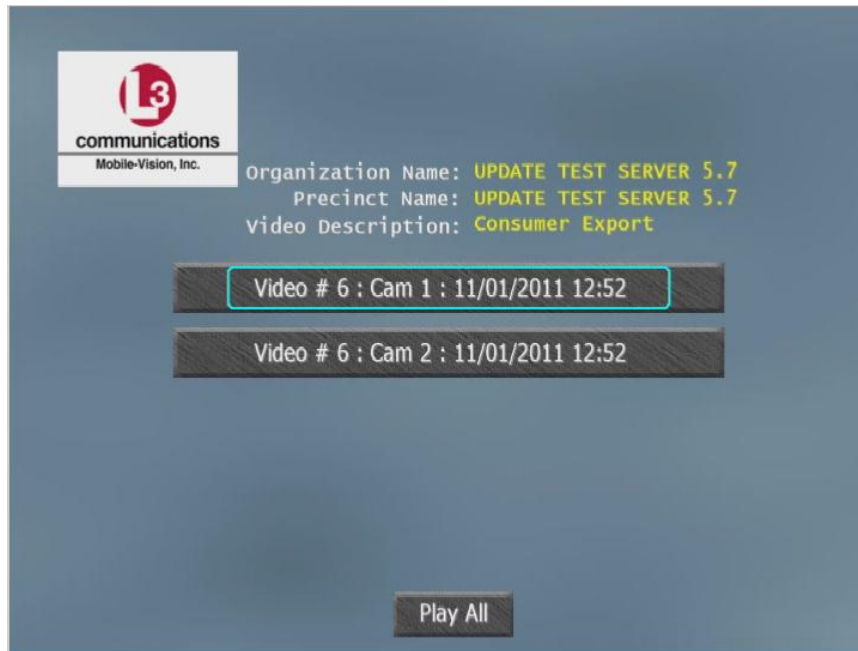 L3
communications
Mobile-Vision, Inc.
Organization Name: UPDATE TEST SERVER 5.7
Precinct Name: UPDATE TEST SERVER 5.7
Video Description: Consumer Export
Video # 6 : Cam 1 : 11/01/2011 12:52
Video # 6 : Cam 2 : 11/01/2011 12:52
Play All